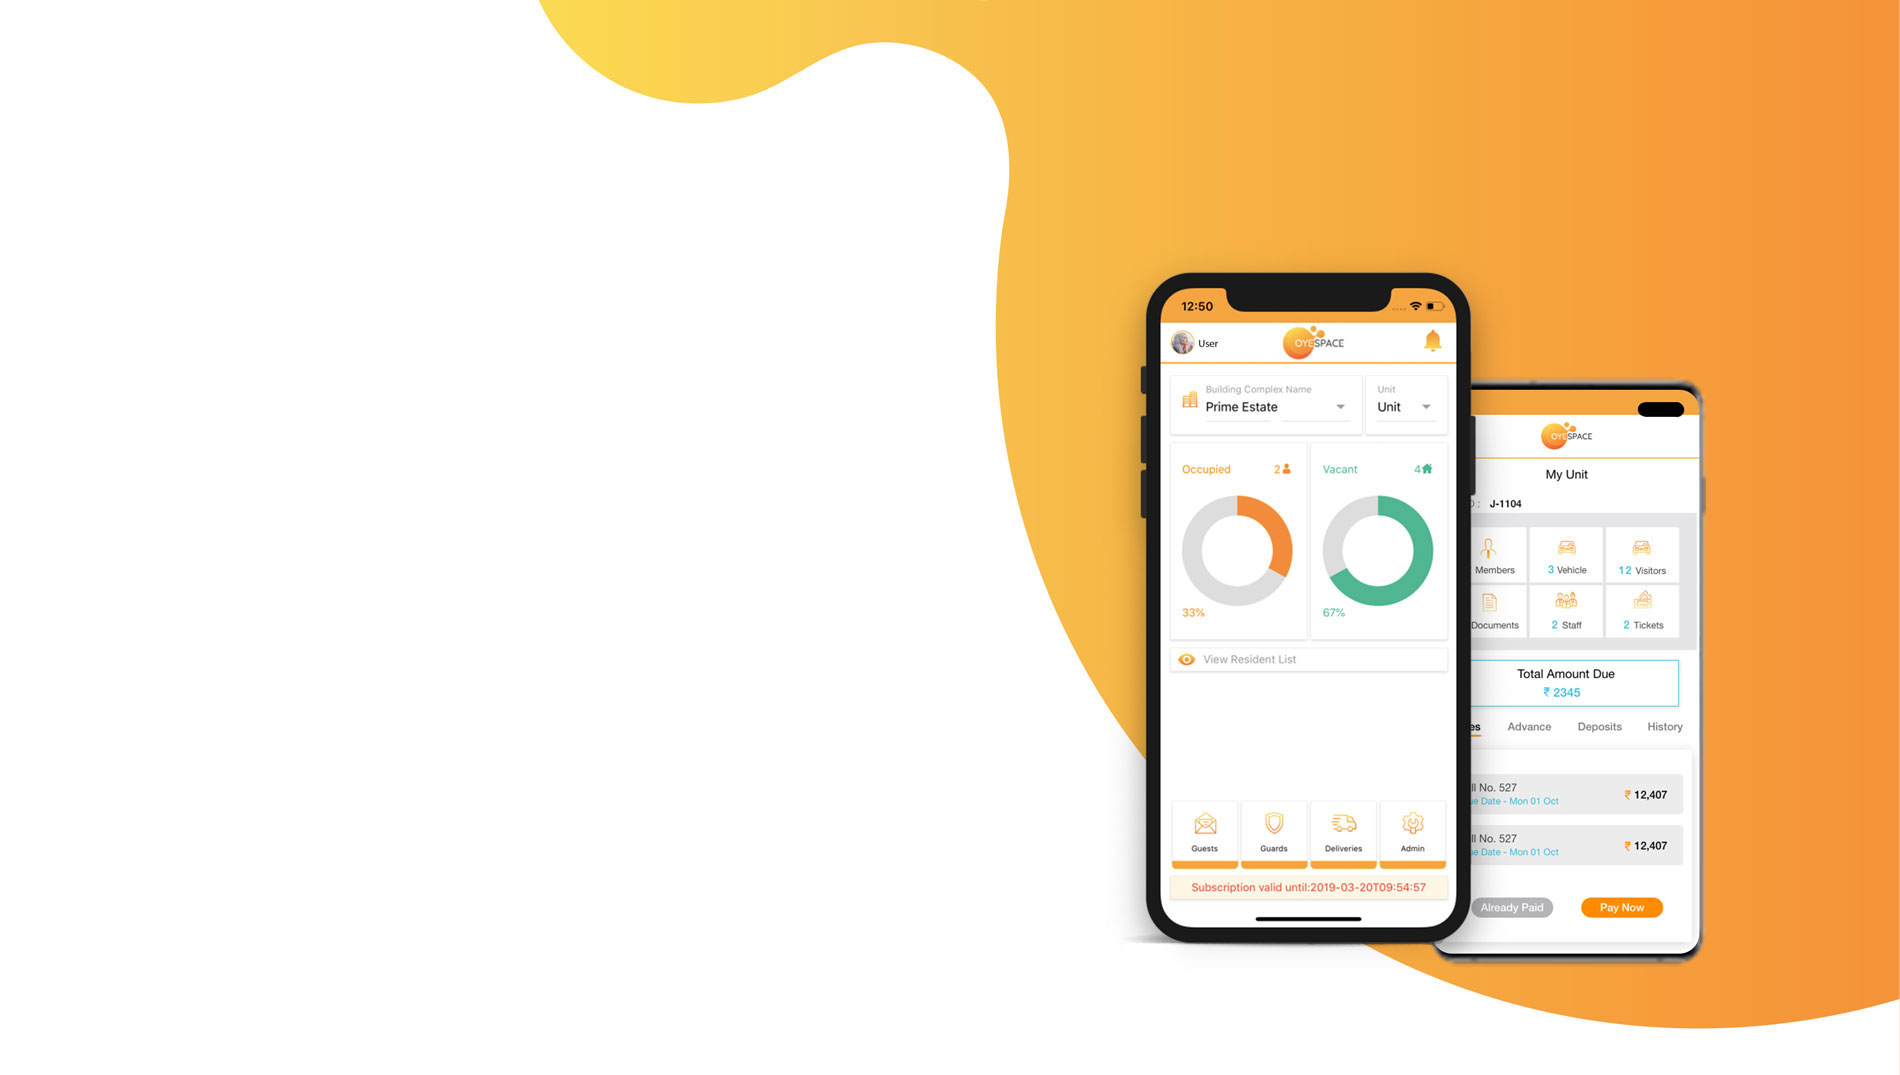 12:50
User
OYESPACE
Building Complex Name
Prime Estate
Unit
Unit
Occupied 2
Vacant 4
33%
67%
View Resident List
Guests
Guards
Deliveries
Admin
Subscription valid until:2019-03-20T09:54:57
OYESPACE
My Unit
D : J-1104
Members
3 Vehicle
12 Visitors
Documents
2 Staff
2 Tickets
Total Amount Due
₹ 2345
es Advance Deposits History
ll No. 527
ue Date - Mon 01 Oct
₹ 12,407
ll No. 527
ue Date - Mon 01 Oct
₹ 12,407
Already Paid
Pay Now